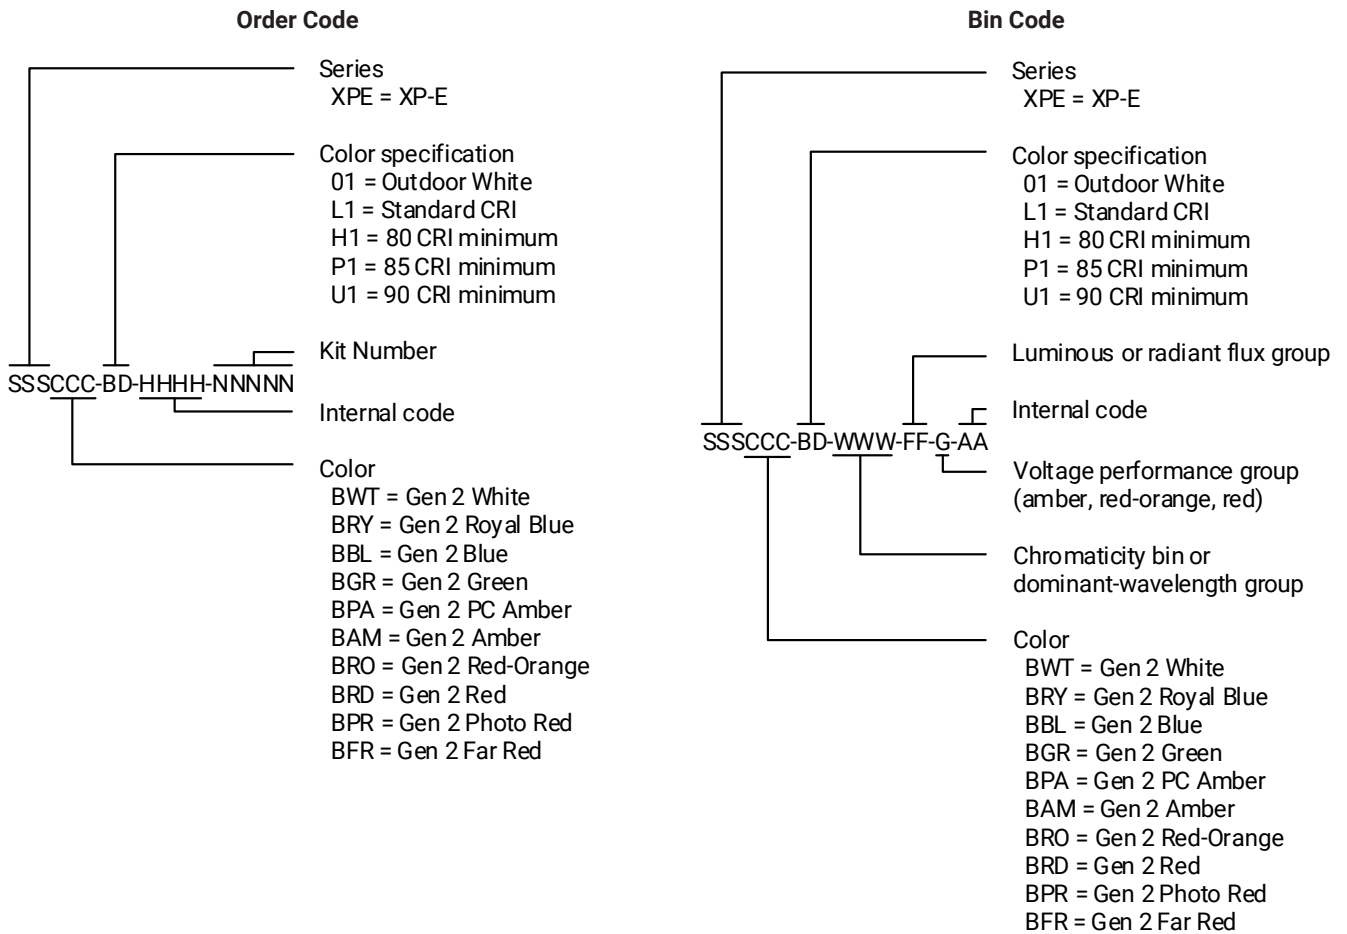 Order Code
Series
XPE = XP-E
Color specification
01 = Outdoor White
L1 = Standard CRI
H1 = 80 CRI minimum
P1 = 85 CRI minimum
U1 = 90 CRI minimum
Kit Number
SSSCCC-BD-HHHH-NNNNN
Internal code
Color
BWT = Gen 2 White
BRY = Gen 2 Royal Blue
BBL = Gen 2 Blue
BGR = Gen 2 Green
BPA = Gen 2 PC Amber
BAM = Gen 2 Amber
BRO = Gen 2 Red-Orange
BRD = Gen 2 Red
BPR = Gen 2 Photo Red
BFR = Gen 2 Far Red
Bin Code
Series
XPE = XP-E
Color specification
01 = Outdoor White
L1 = Standard CRI
H1 = 80 CRI minimum
P1 = 85 CRI minimum
U1 = 90 CRI minimum
Luminous or radiant flux group
Internal code
SSSCCC-BD-WWW-FF-G-AA
Voltage performance group
(amber, red-orange, red)
Chromaticity bin or
dominant-wavelength group
Color
BWT = Gen 2 White
BRY = Gen 2 Royal Blue
BBL = Gen 2 Blue
BGR = Gen 2 Green
BPA = Gen 2 PC Amber
BAM = Gen 2 Amber
BRO = Gen 2 Red-Orange
BRD = Gen 2 Red
BPR = Gen 2 Photo Red
BFR = Gen 2 Far Red